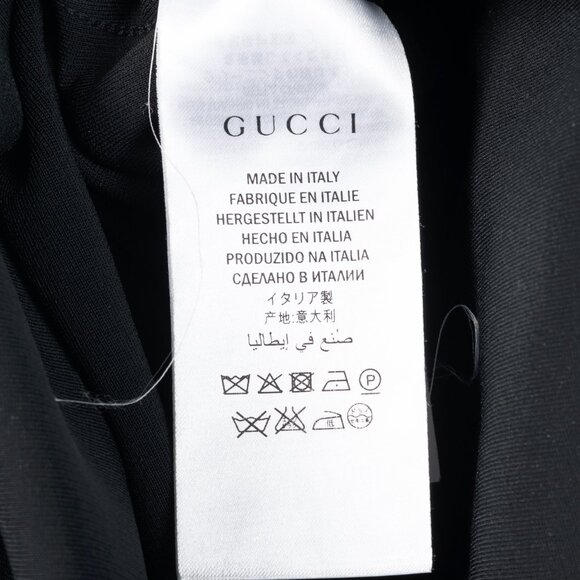 GUCCI
MADE IN ITALY
FABRIQUE EN ITALIE
HERGESTELLT IN ITALIEN
HECHO EN ITALIA
PRODUZIDO NA ITALIA
СДЕЛАНО В ИТАЛИИ
イタリア製
产地:意大利
صنع في إيطاليا
P
低